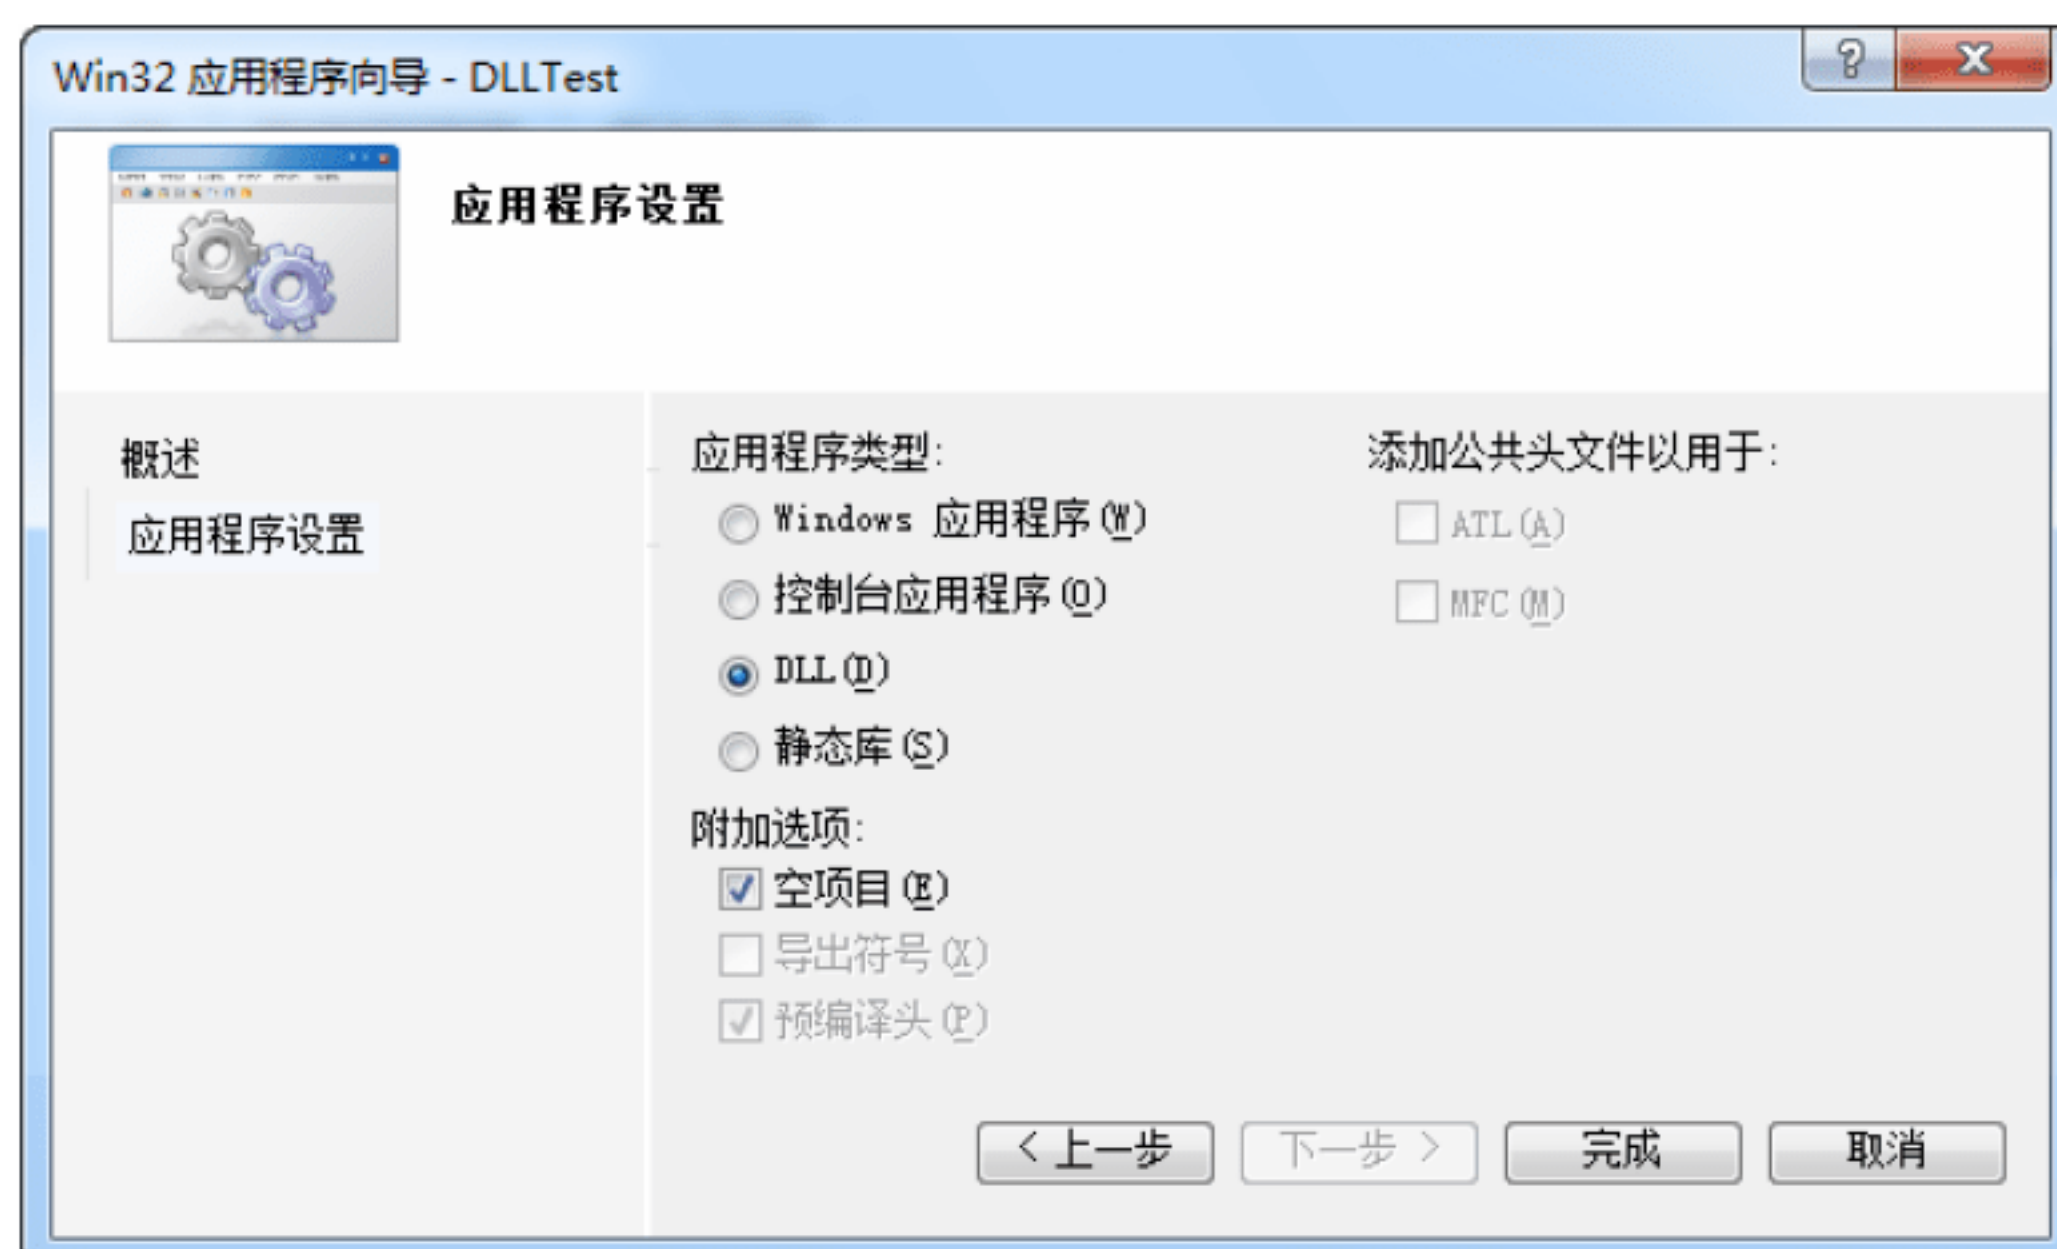 Win32 应用程序向导 - DLLTest
应用程序设置
概述
应用程序设置
应用程序类型:
Windows 应用程序(W)
控制台应用程序(O)
DLL(D)
静态库(S)
附加选项:
空项目(E)
导出符号(X)
预编译头(P)
添加公共头文件以用于:
ATL(A)
MFC(M)
< 上一步
下一步 >
完成
取消